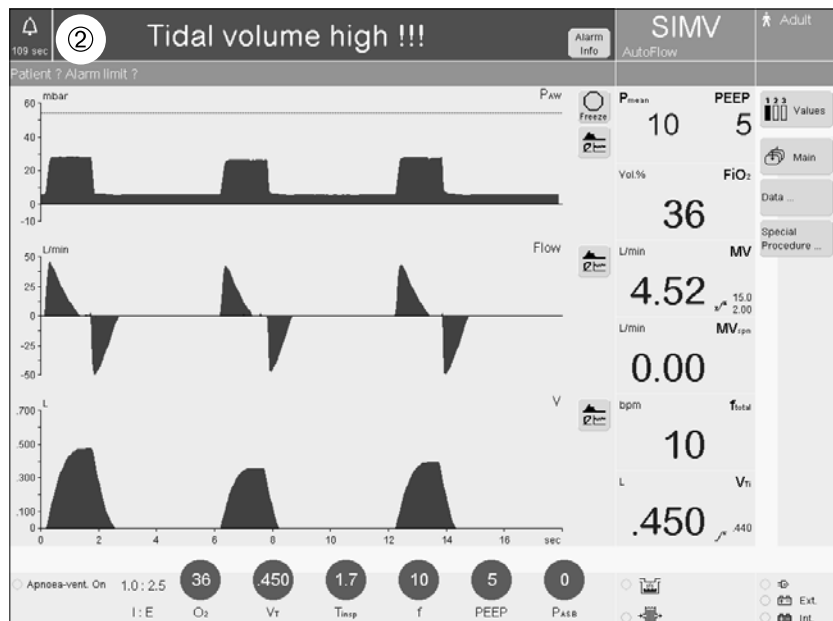 109 sec
②
Tidal volume high !!!
Alarm
Info
SIMV
AutoFlow
Adult
Patient ? Alarm limit ?
mbar
Paw
60
40
20
0
-10
Freeze
Pmean
PEEP
10
5
1 2 3
Values
Main
Data ...
Special
Procedure ...
Vol.%
FiO2
36
L/min
Flow
50
25
0
-25
-50
L/min
MV
4.52
15.0
2.00
L/min
MVspn
0.00
L
V
.700
.500
.300
.100
0
0 2 4 6 8 10 12 14 16 sec
bpm
ftotal
10
L
VTi
.450
.440
Apnoea-vent. On
1.0 : 2.5
36
.450
1.7
10
5
0
I : E
O2
VT
Tinsp
f
PEEP
PASB
Ext.
Int.